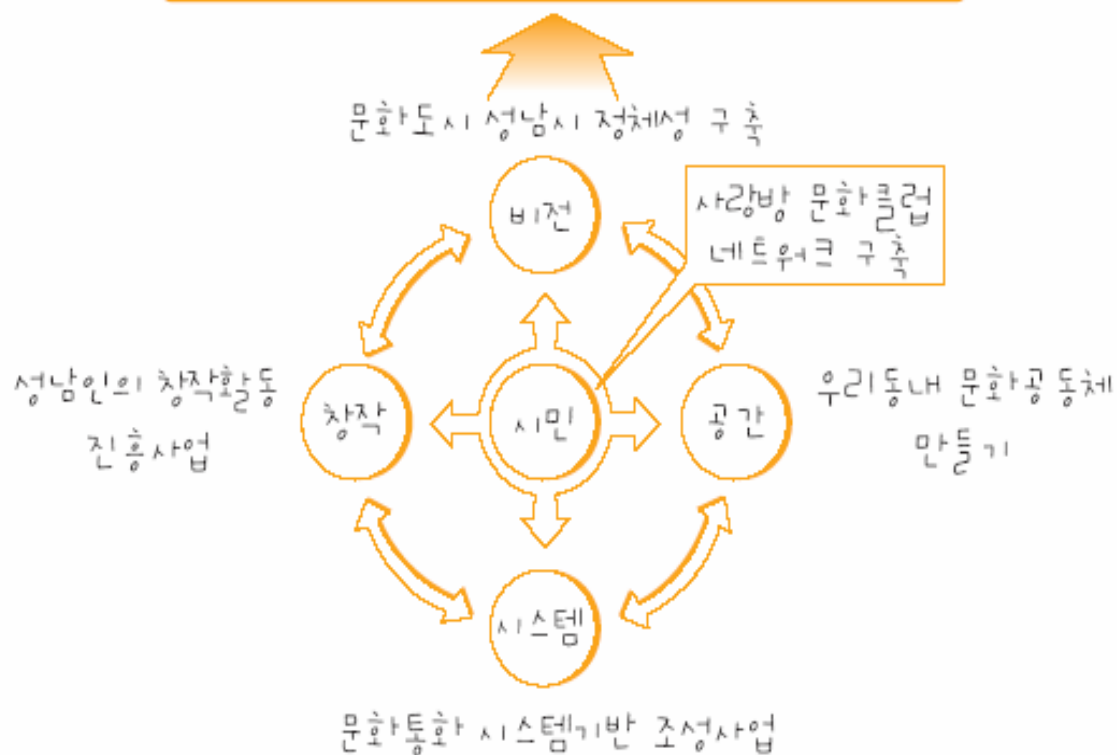 문화도시 성남시 정체성 구축
비전
사랑방 문화클럽
네트워크 구축
성남인의 창작활동
진흥사업
창작
시민
공간
우리동내 문화공동체
만들기
시스템
문화통화 시스템기반 조성사업